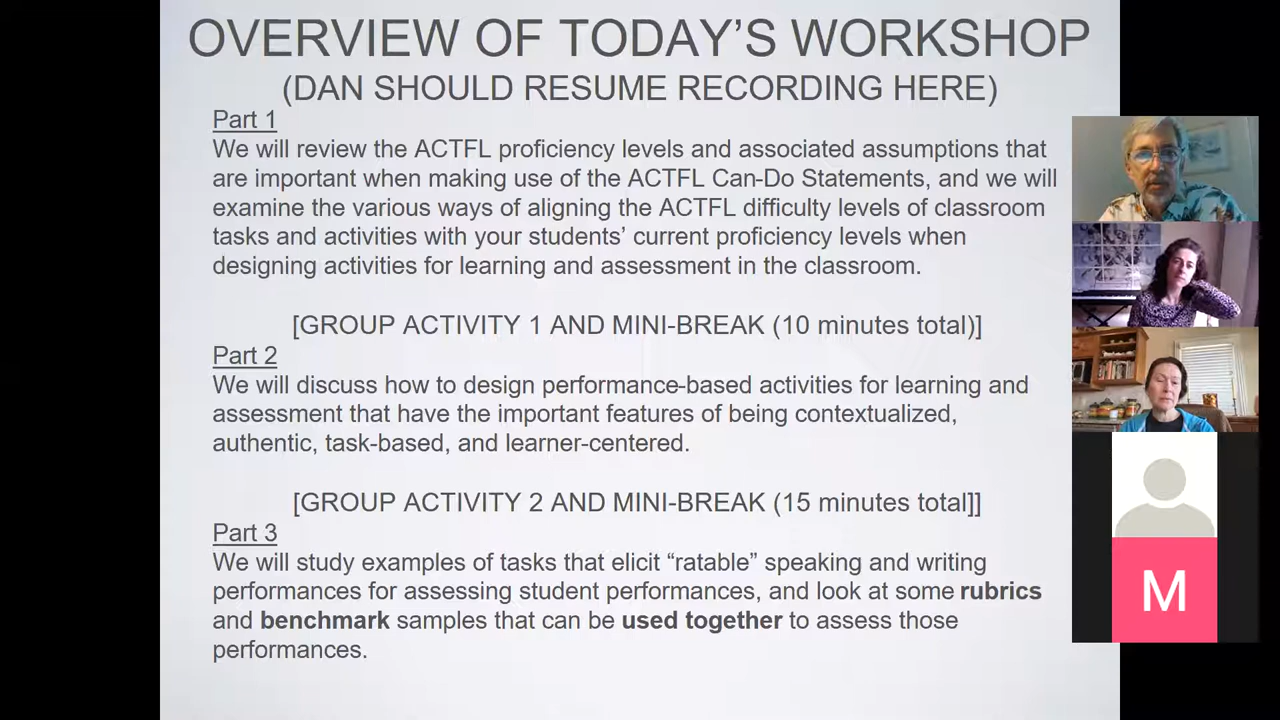 OVERVIEW OF TODAY’S WORKSHOP
(DAN SHOULD RESUME RECORDING HERE)
Part 1
We will review the ACTFL proficiency levels and associated assumptions that
are important when making use of the ACTFL Can-Do Statements, and we will
examine the various ways of aligning the ACTFL difficulty levels of classroom
tasks and activities with your students’ current proficiency levels when
designing activities for learning and assessment in the classroom.
[GROUP ACTIVITY 1 AND MINI-BREAK (10 minutes total)]
Part 2
We will discuss how to design performance-based activities for learning and
assessment that have the important features of being contextualized,
authentic, task-based, and learner-centered.
[GROUP ACTIVITY 2 AND MINI-BREAK (15 minutes total]]
Part 3
We will study examples of tasks that elicit “ratable” speaking and writing
performances for assessing student performances, and look at some rubrics
and benchmark samples that can be used together to assess those
performances.
M